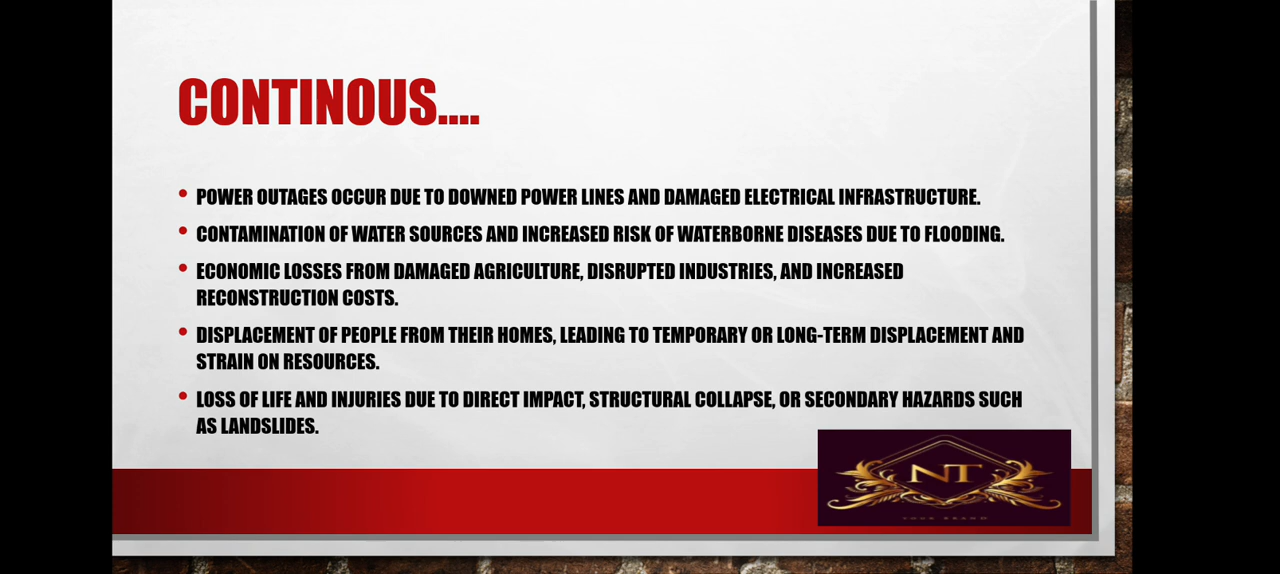 CONTINOUS....
POWER OUTAGES OCCUR DUE TO DOWNED POWER LINES AND DAMAGED ELECTRICAL INFRASTRUCTURE.
CONTAMINATION OF WATER SOURCES AND INCREASED RISK OF WATERBORNE DISEASES DUE TO FLOODING.
ECONOMIC LOSSES FROM DAMAGED AGRICULTURE, DISRUPTED INDUSTRIES, AND INCREASED
RECONSTRUCTION COSTS.
DISPLACEMENT OF PEOPLE FROM THEIR HOMES, LEADING TO TEMPORARY OR LONG-TERM DISPLACEMENT AND
STRAIN ON RESOURCES.
LOSS OF LIFE AND INJURIES DUE TO DIRECT IMPACT, STRUCTURAL COLLAPSE, OR SECONDARY HAZARDS SUCH
AS LANDSLIDES.
NT
YOUR BRAND